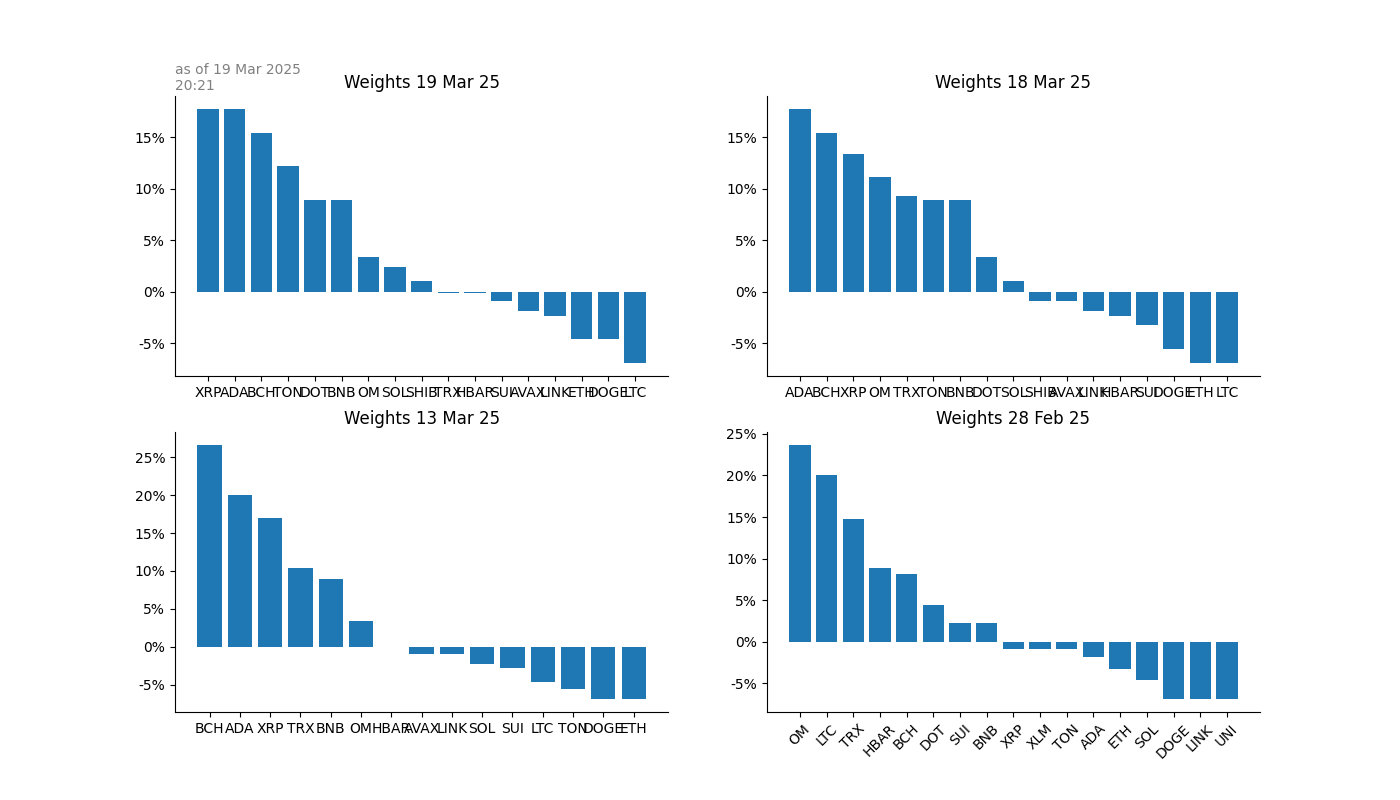 as of 19 Mar 2025
20:21
Weights 19 Mar 25
15%
10%
5%
0%
-5%
XRP ADA BCH TON DOT BNB OM SOL SHIB TRX HBAR SUI AVAX LINK ETH DOGE LTC
Weights 18 Mar 25
15%
10%
5%
0%
-5%
ADA BCH XRP OM TRX TON BNB DOT SOL SHIB AVAX LINK HBAR SUI DOGE ETH LTC
Weights 13 Mar 25
25%
20%
15%
10%
5%
0%
-5%
BCH ADA XRP TRX BNB OM HBAR AVAX LINK SOL SUI LTC TON DOGE ETH
Weights 28 Feb 25
25%
20%
15%
10%
5%
0%
-5%
OM LTC TRX HBAR BCH DOT SUI BNB XRP XLM TON ADA ETH SOL DOGE LINK UNI